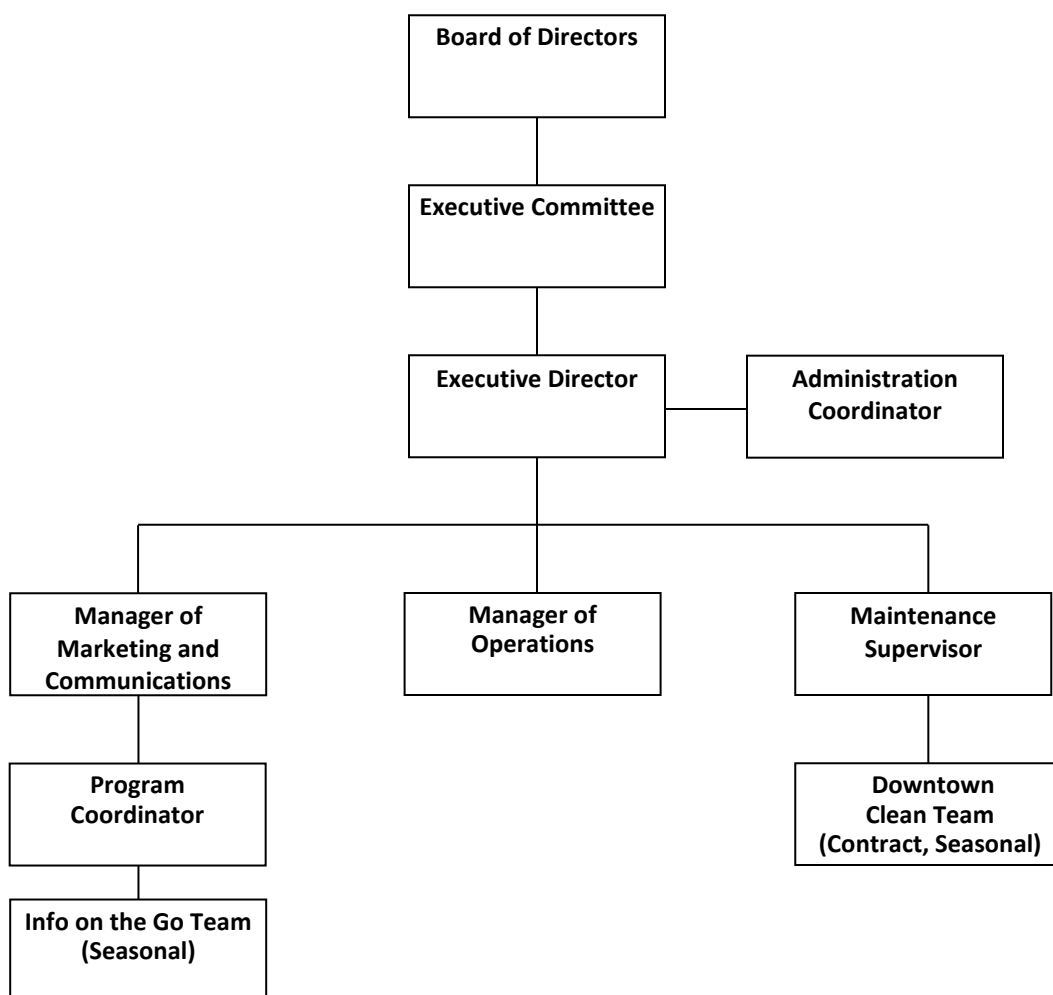 Board of Directors
Executive Committee
Executive Director
Administration
Coordinator
Manager of
Marketing and
Communications
Manager of
Operations
Maintenance
Supervisor
Program
Coordinator
Downtown
Clean Team
(Contract, Seasonal)
Info on the Go Team
(Seasonal)